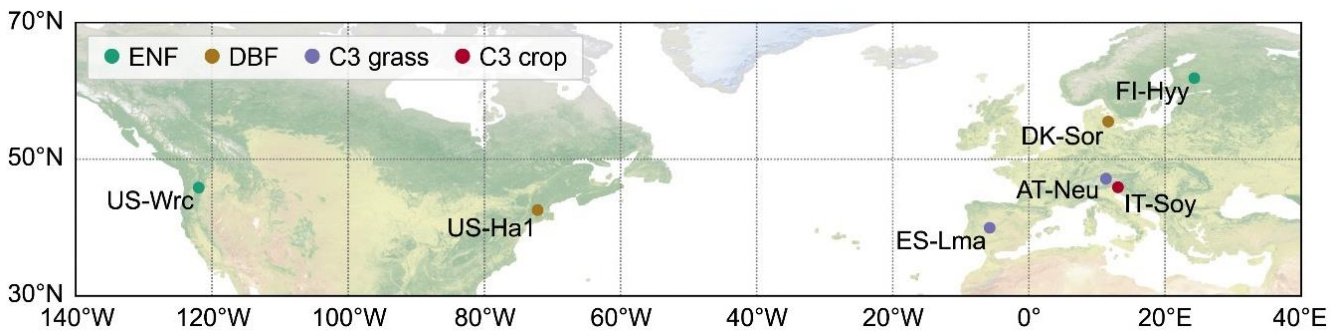 70°N
ENF DBF C3 grass C3 crop
FI-Hyy
DK-Sor
50°N
US-Wrc
AT-Neu
IT-Soy
US-Ha1
ES-Lma
30°N
140°W 120°W 100°W 80°W 60°W 40°W 20°W 0° 20°E 40°E